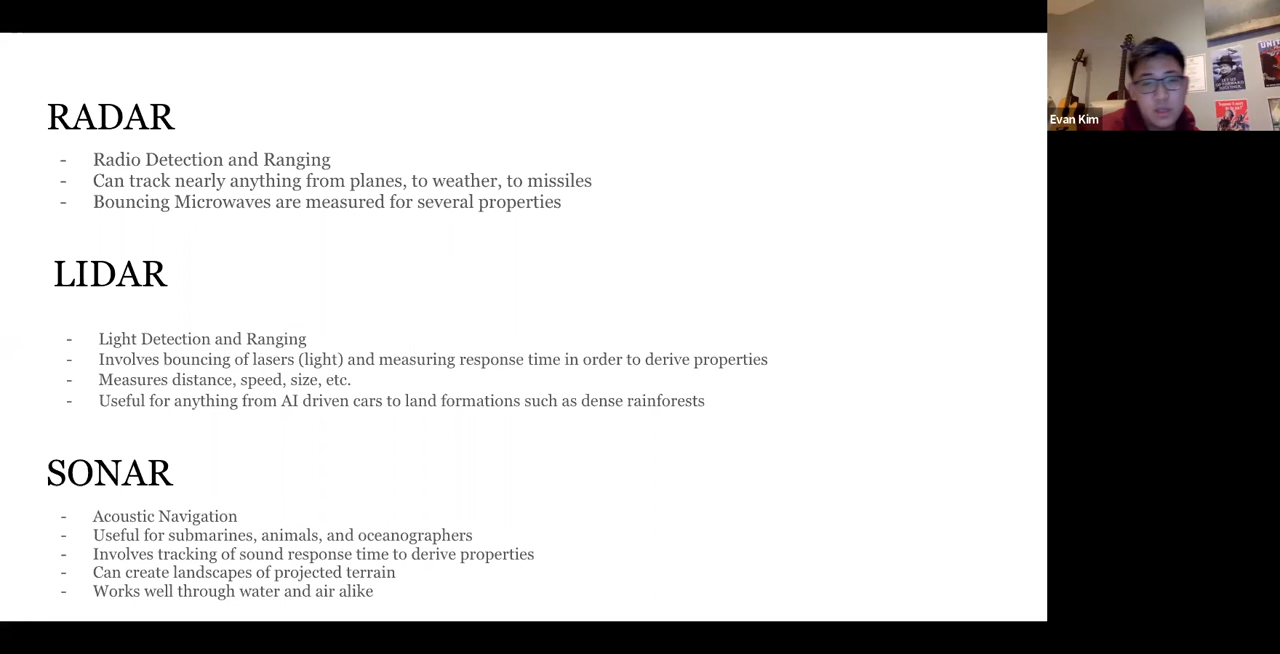 RADAR
- Radio Detection and Ranging
- Can track nearly anything from planes, to weather, to missiles
- Bouncing Microwaves are measured for several properties
LIDAR
- Light Detection and Ranging
- Involves bouncing of lasers (light) and measuring response time in order to derive properties
- Measures distance, speed, size, etc.
- Useful for anything from AI driven cars to land formations such as dense rainforests
SONAR
- Acoustic Navigation
- Useful for submarines, animals, and oceanographers
- Involves tracking of sound response time to derive properties
- Can create landscapes of projected terrain
- Works well through water and air alike
Evan Kim